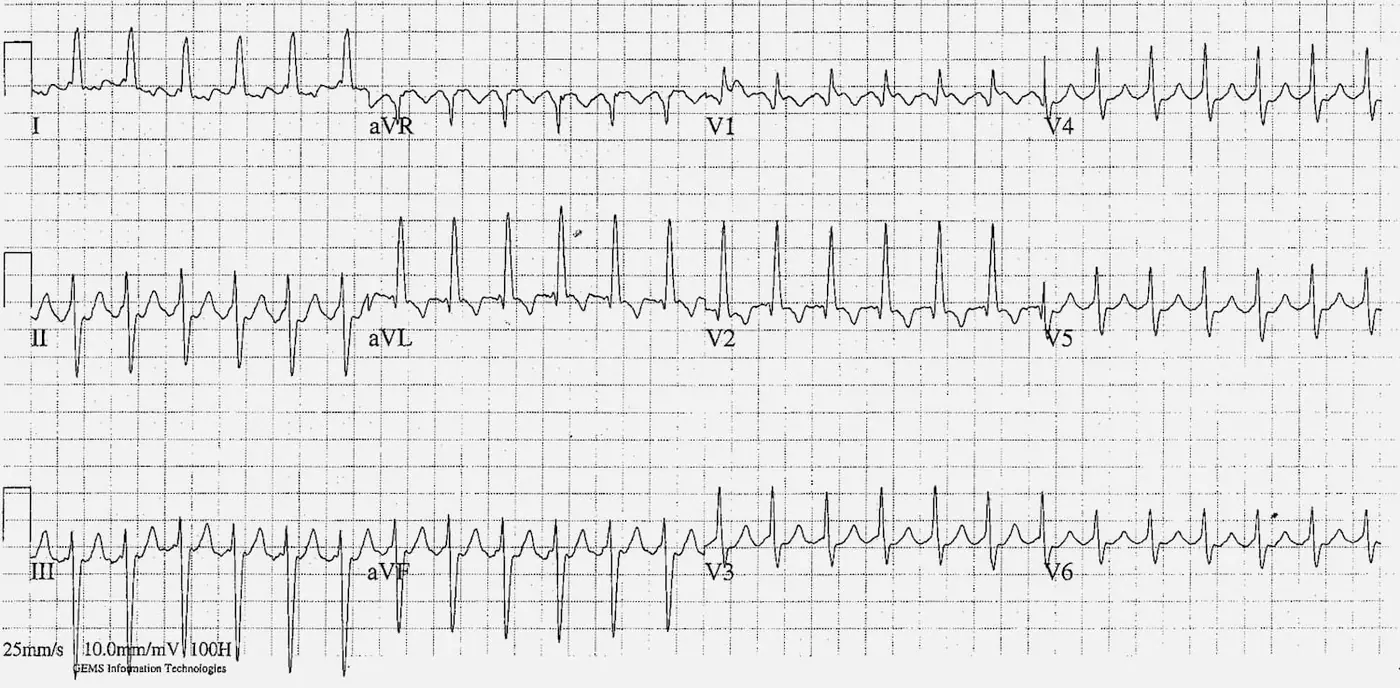 I aVR V1 V4
II aVL V2 V5
III aVF V3 V6
25mm/s 10.0mm/mV 100H
GEMS Information Technologies